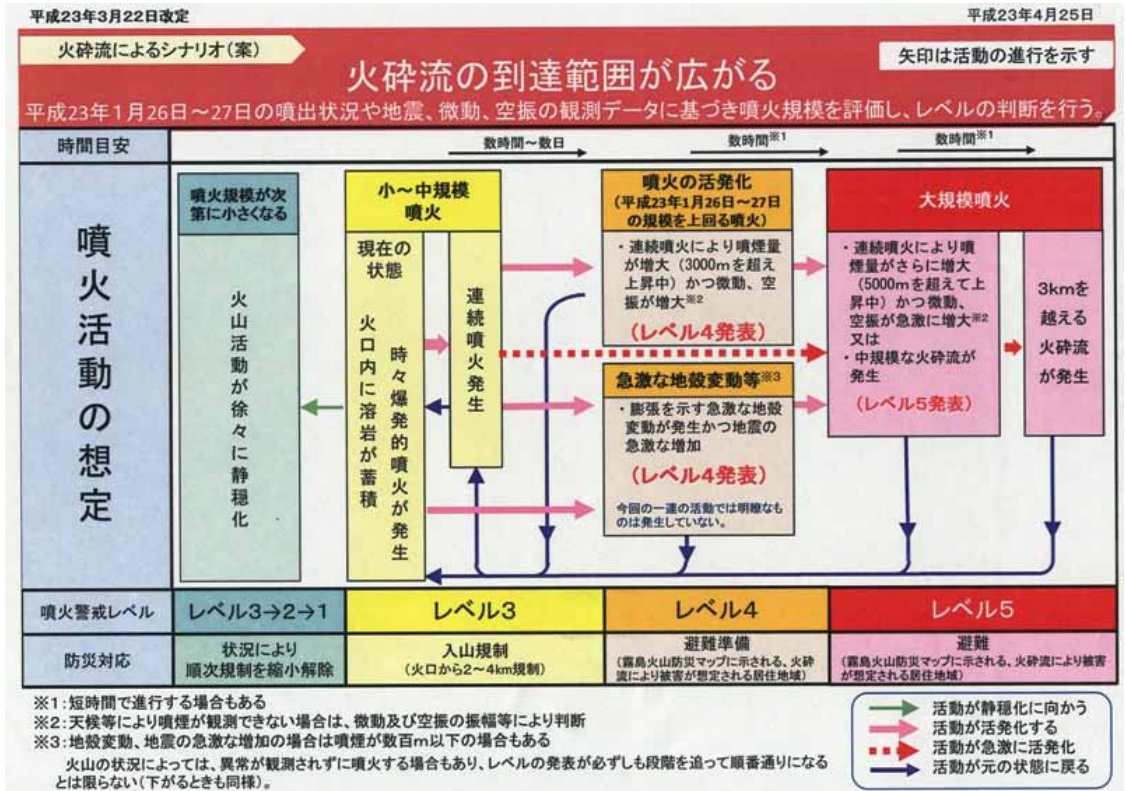 平成23年3月22日改定
平成23年4月25日
火砕流によるシナリオ(案)
矢印は活動の進行を示す
火砕流の到達範囲が広がる
平成23年1月26日～27日の噴出状況や地震、微動、空振の観測データに基づき噴火規模を評価し、レベルの判断を行う。
時間目安
数時間～数日
数時間※1
数時間※1
噴火活動の想定
噴火規模が次
第に小さくなる
火山活動が徐々に静穏化
小～中規模
噴火
現在の
状態
火口内に溶岩が蓄積
時々爆発的噴火が発生
連続噴火発生
噴火の活発化
(平成23年1月26日～27日
の規模を上回る噴火)
・連続噴火により噴煙量
が増大(3000mを超え
上昇中)かつ微動、空
振が増大※2
(レベル4発表)
急激な地殻変動等※3
・膨張を示す急激な地殻
変動が発生かつ地震の
急激な増加
(レベル4発表)
今回の一連の活動では明瞭なも
のは発生していない。
大規模噴火
・連続噴火により噴
煙量がさらに増大
(5000mを超えて上
昇中)かつ微動、
空振が急激に増大※2
又は
・中規模な火砕流が
発生
(レベル5発表)
3kmを
越える
火砕流
が発生
噴火警戒レベル
レベル3→2→1
レベル3
レベル4
レベル5
防災対応
状況により
順次規制を縮小解除
入山規制
(火口から2～4km規制)
避難準備
(霧島火山防災マップに示される、火砕
流により被害が想定される居住地域)
避難
(霧島火山防災マップに示される、火砕流により被害
が想定される居住地域)
※1:短時間で進行する場合もある
※2:天候等により噴煙が観測できない場合は、微動及び空振の振幅等により判断
※3:地殻変動、地震の急激な増加の場合は噴煙が数百m以下の場合もある
火山の状況によっては、異常が観測されずに噴火する場合もあり、レベルの発表が必ずしも段階を追って順番通りになる
とは限らない(下がるときも同様)。
活動が静穏化に向かう
活動が活発化する
活動が急激に活発化
活動が元の状態に戻る